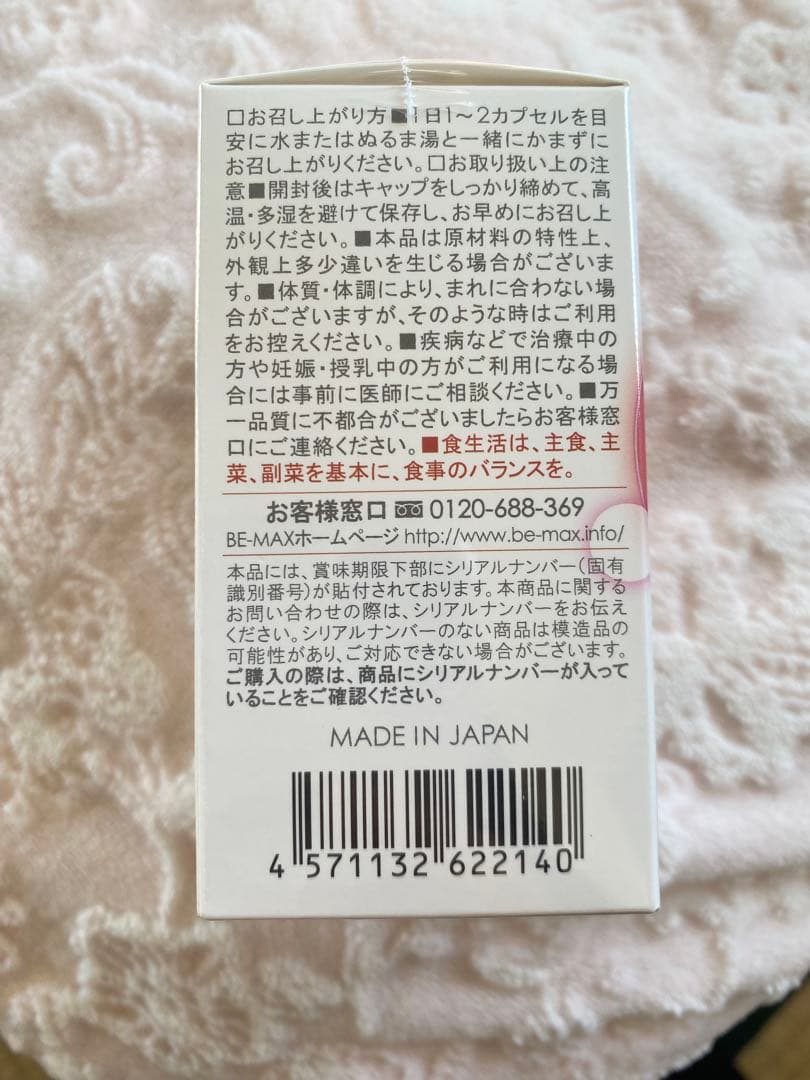 □お召し上がり方■1日1～2カプセルを目
安に水またはぬるま湯と一緒にかまずに
お召し上がりください。□お取り扱い上の注
意■開封後はキャップをしっかり締めて、高
温・多湿を避けて保存し、お早めにお召し上
がりください。■本品は原材料の特性上、
外観上多少違いを生じる場合がございま
す。■体質・体調により、まれに合わない場
合がございますが、そのような時はご利用
をお控えください。■疾病などで治療中の
方や妊娠・授乳中の方がご利用になる場
合には事前に医師にご相談ください。■万
一品質に不都合がございましたらお客様窓
口にご連絡ください。■食生活は、主食、主
菜、副菜を基本に、食事のバランスを。
お客様窓口 0120-688-369
BE-MAXホームページ http://www.be-max.info/
本品には、賞味期限下部にシリアルナンバー（固有
識別番号）が貼付されております。本商品に関する
お問い合わせの際は、シリアルナンバーをお伝え
ください。シリアルナンバーのない商品は模造品の
可能性があり、ご対応できない場合がございます。
ご購入の際は、商品にシリアルナンバーが入って
いることをご確認ください。
MADE IN JAPAN
4 571132 622140